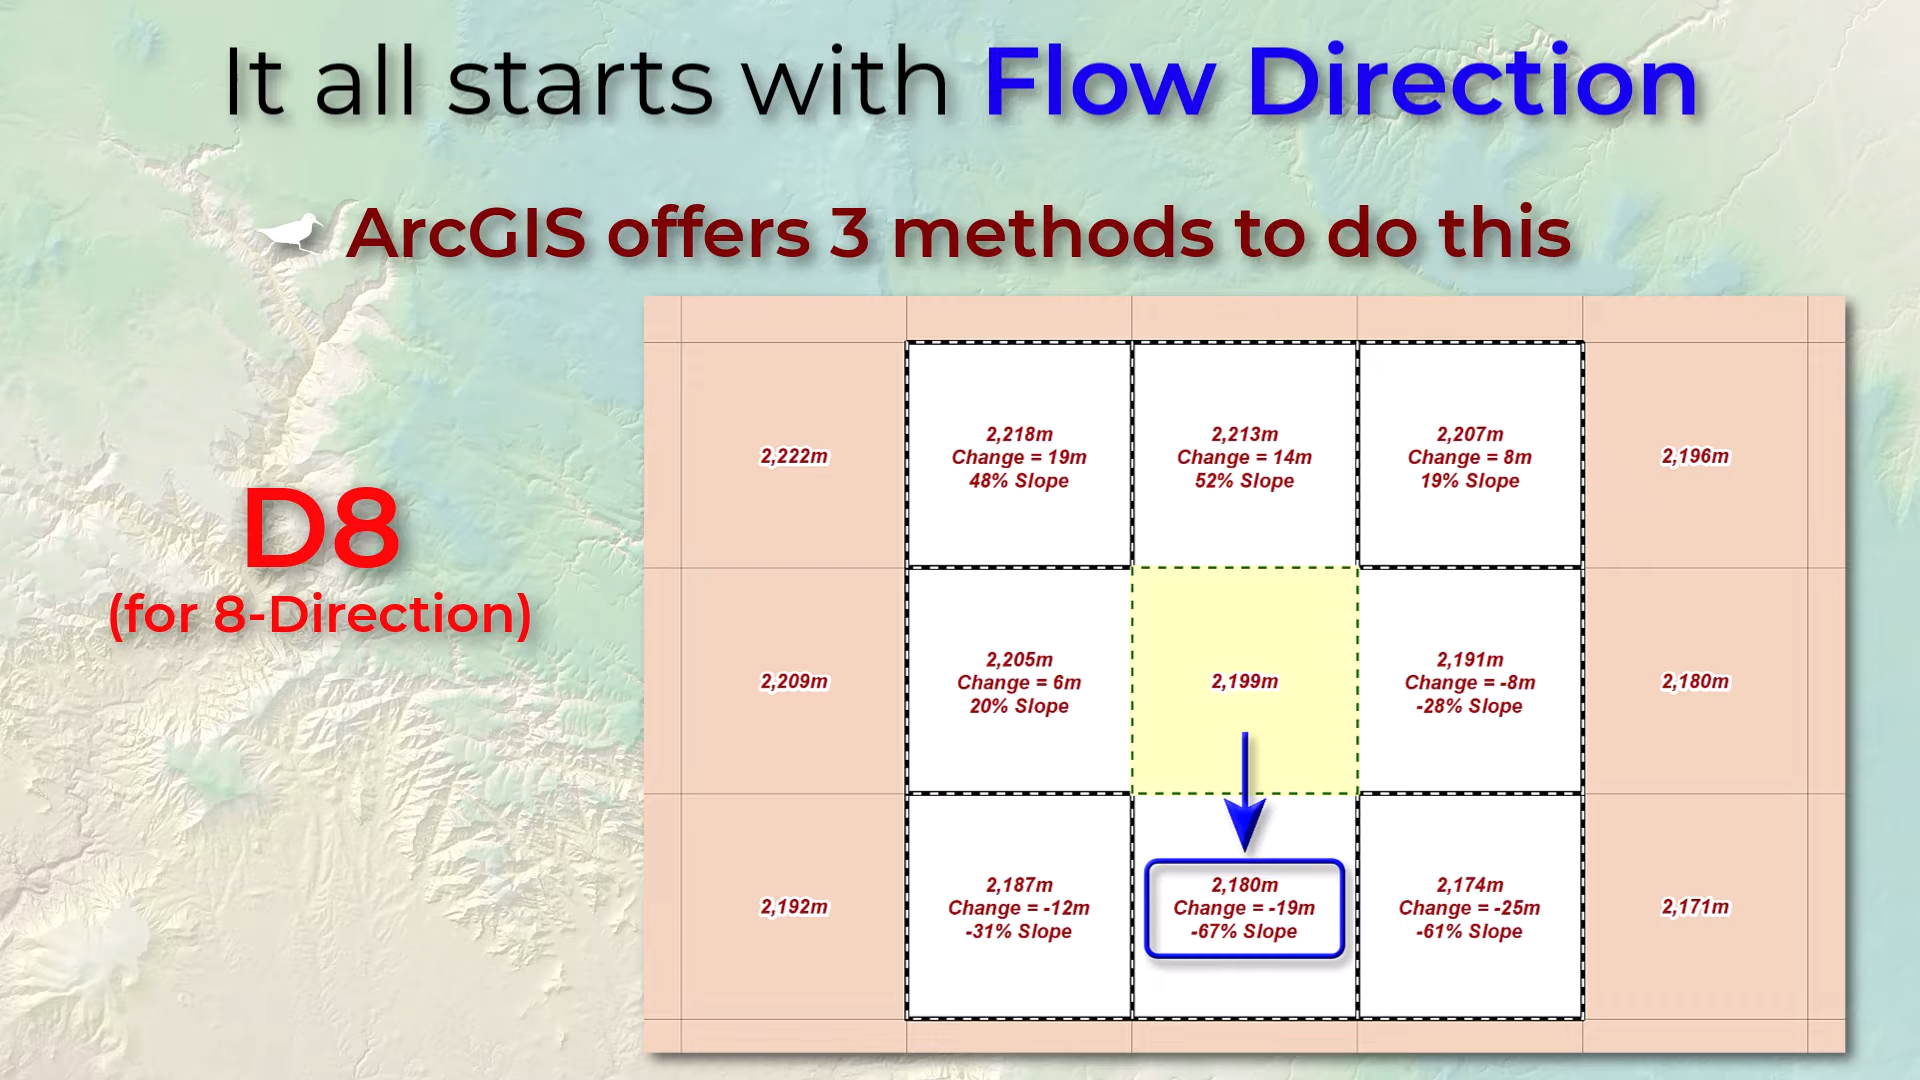 It all starts with Flow Direction
ArcGIS offers 3 methods to do this
D8
(for 8-Direction)
2,222m
2,218m
Change = 19m
48% Slope
2,213m
Change = 14m
52% Slope
2,207m
Change = 8m
19% Slope
2,196m
2,209m
2,205m
Change = 6m
20% Slope
2,199m
2,191m
Change = -8m
-28% Slope
2,180m
2,192m
2,187m
Change = -12m
-31% Slope
2,180m
Change = -19m
-67% Slope
2,174m
Change = -25m
-61% Slope
2,171m